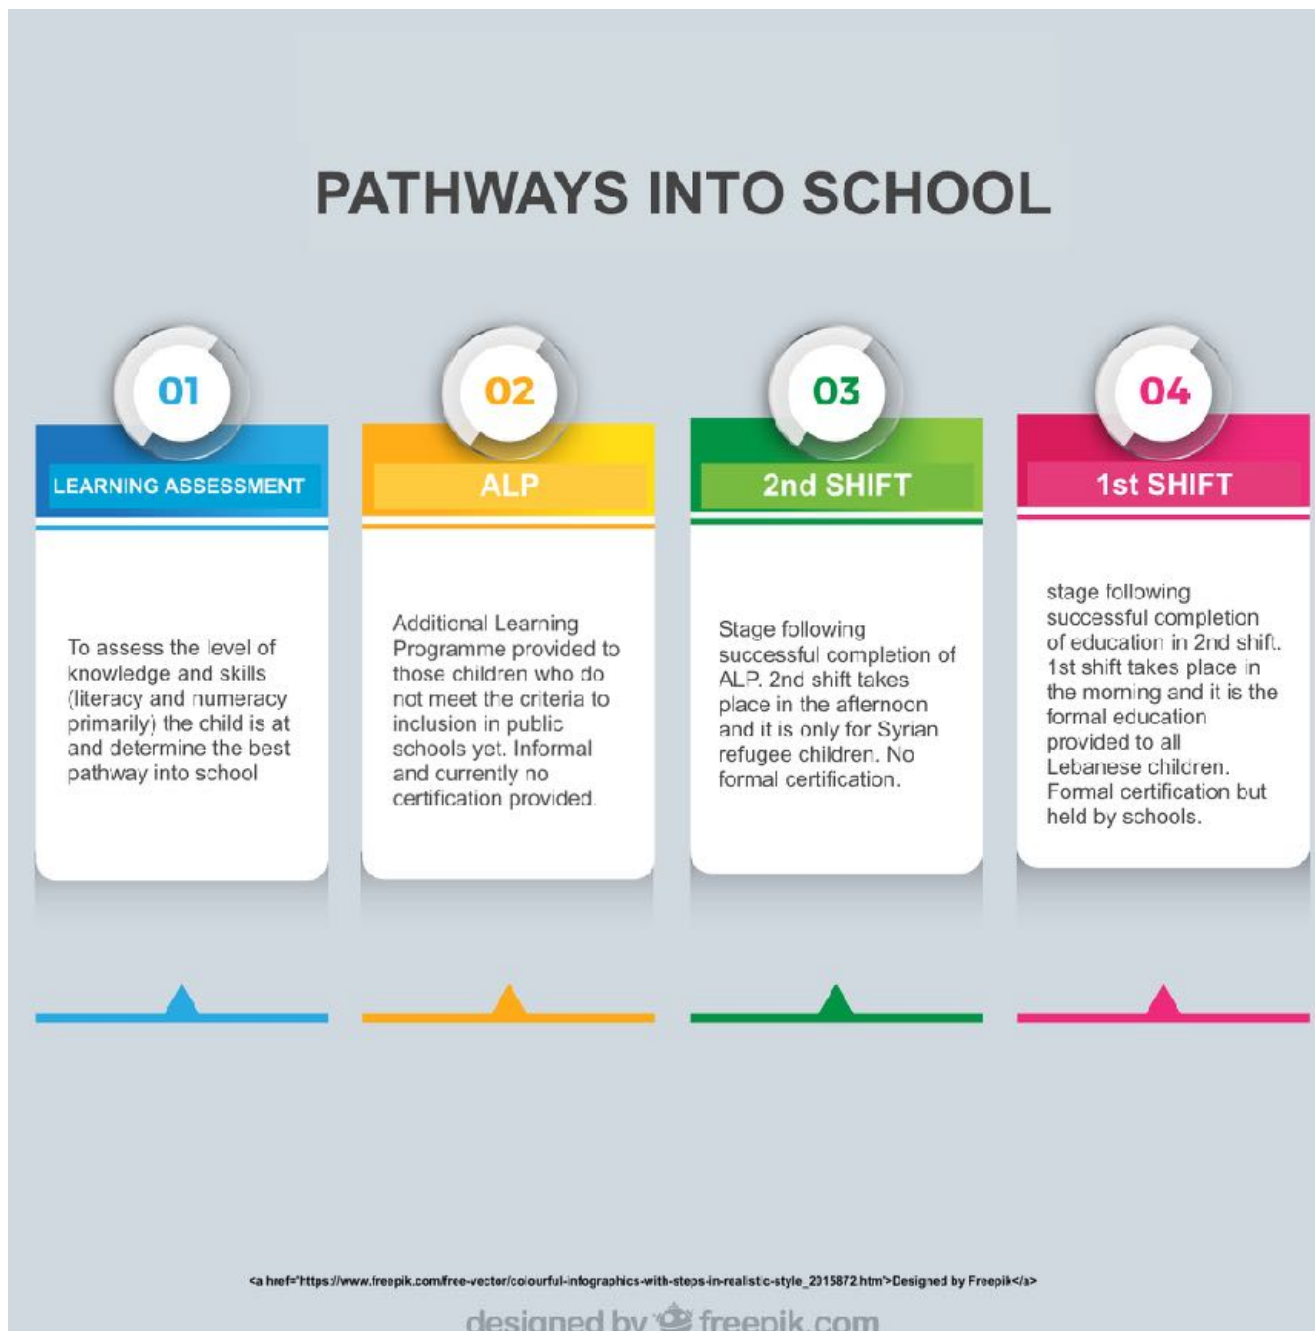 PATHWAYS INTO SCHOOL
01
LEARNING ASSESSMENT
To assess the level of
knowledge and skills
(literacy and numeracy
primarily) the child is at
and determine the best
pathway into school
02
ALP
Additional Learning
Programme provided to
those children who do
not meet the criteria to
inclusion in public
schools yet. Informal
and currently no
certification provided.
03
2nd SHIFT
Stage following
successful completion of
ALP. 2nd shift takes
place in the afternoon
and it is only for Syrian
refugee children. No
formal certification.
04
1st SHIFT
stage following
successful completion
of education in 2nd shift.
1st shift takes place in
the morning and it is the
formal education
provided to all
Lebanese children.
Formal certification but
held by schools.
<a href='https://www.freepik.com/free-vector/colourful-infographics-with-steps-in-realistic-style_2015872.htm'>Designed by Freepik</a>
designed by freepik.com